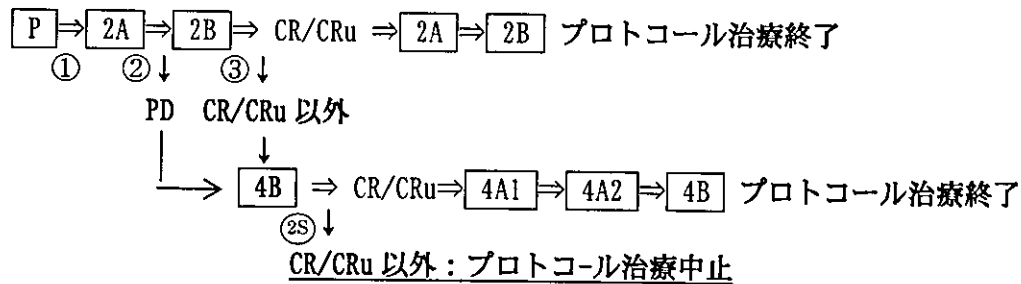 P ⇒ 2A ⇒ 2B ⇒ CR/CRu ⇒ 2A ⇒ 2B プロトコール治療終了
① ② ↓ ③ ↓
PD CR/CRu 以外
↓
→ 4B ⇒ CR/CRu⇒ 4A1 ⇒ 4A2 ⇒ 4B プロトコール治療終了
2S ↓
CR/CRu 以外：プロトコ-ル治療中止